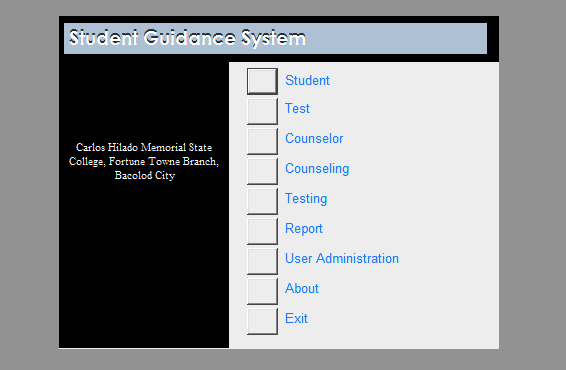 Student Guidance System
Carlos Hilado Memorial State
College, Fortune Towne Branch,
Bacolod City
Student
Test
Counselor
Counseling
Testing
Report
User Administration
About
Exit